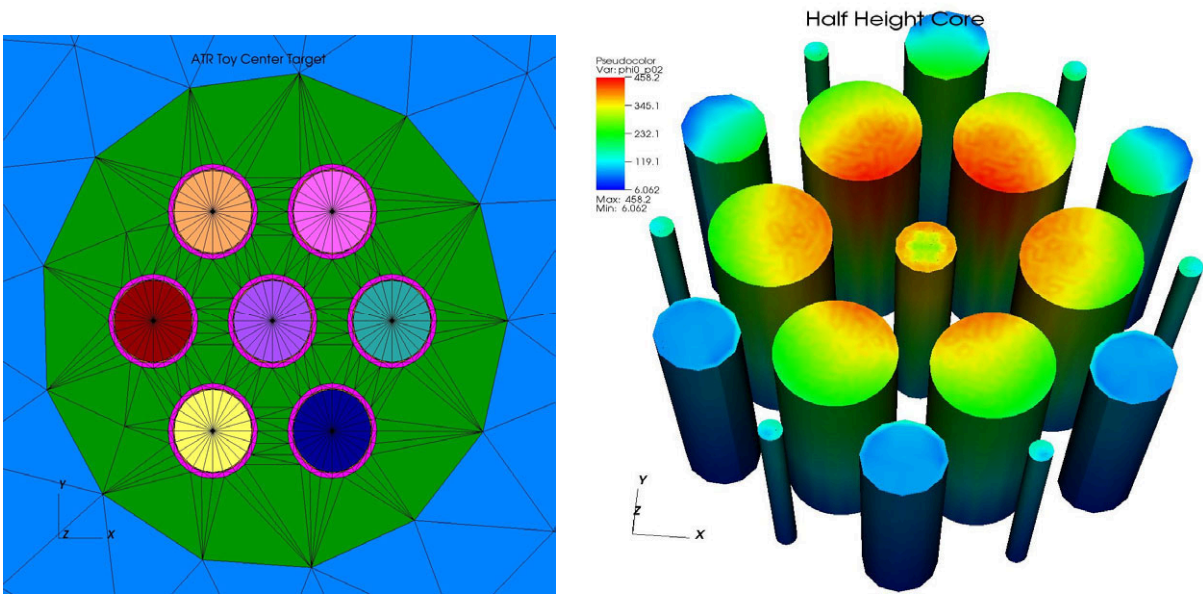 ATR Toy Center Target
Y
Z X
Half Height Core
Pseudocolor
Var: phi0_p02
458.2
345.1
232.1
119.1
6.062
Max: 458.2
Min: 6.062
Y
Z
X